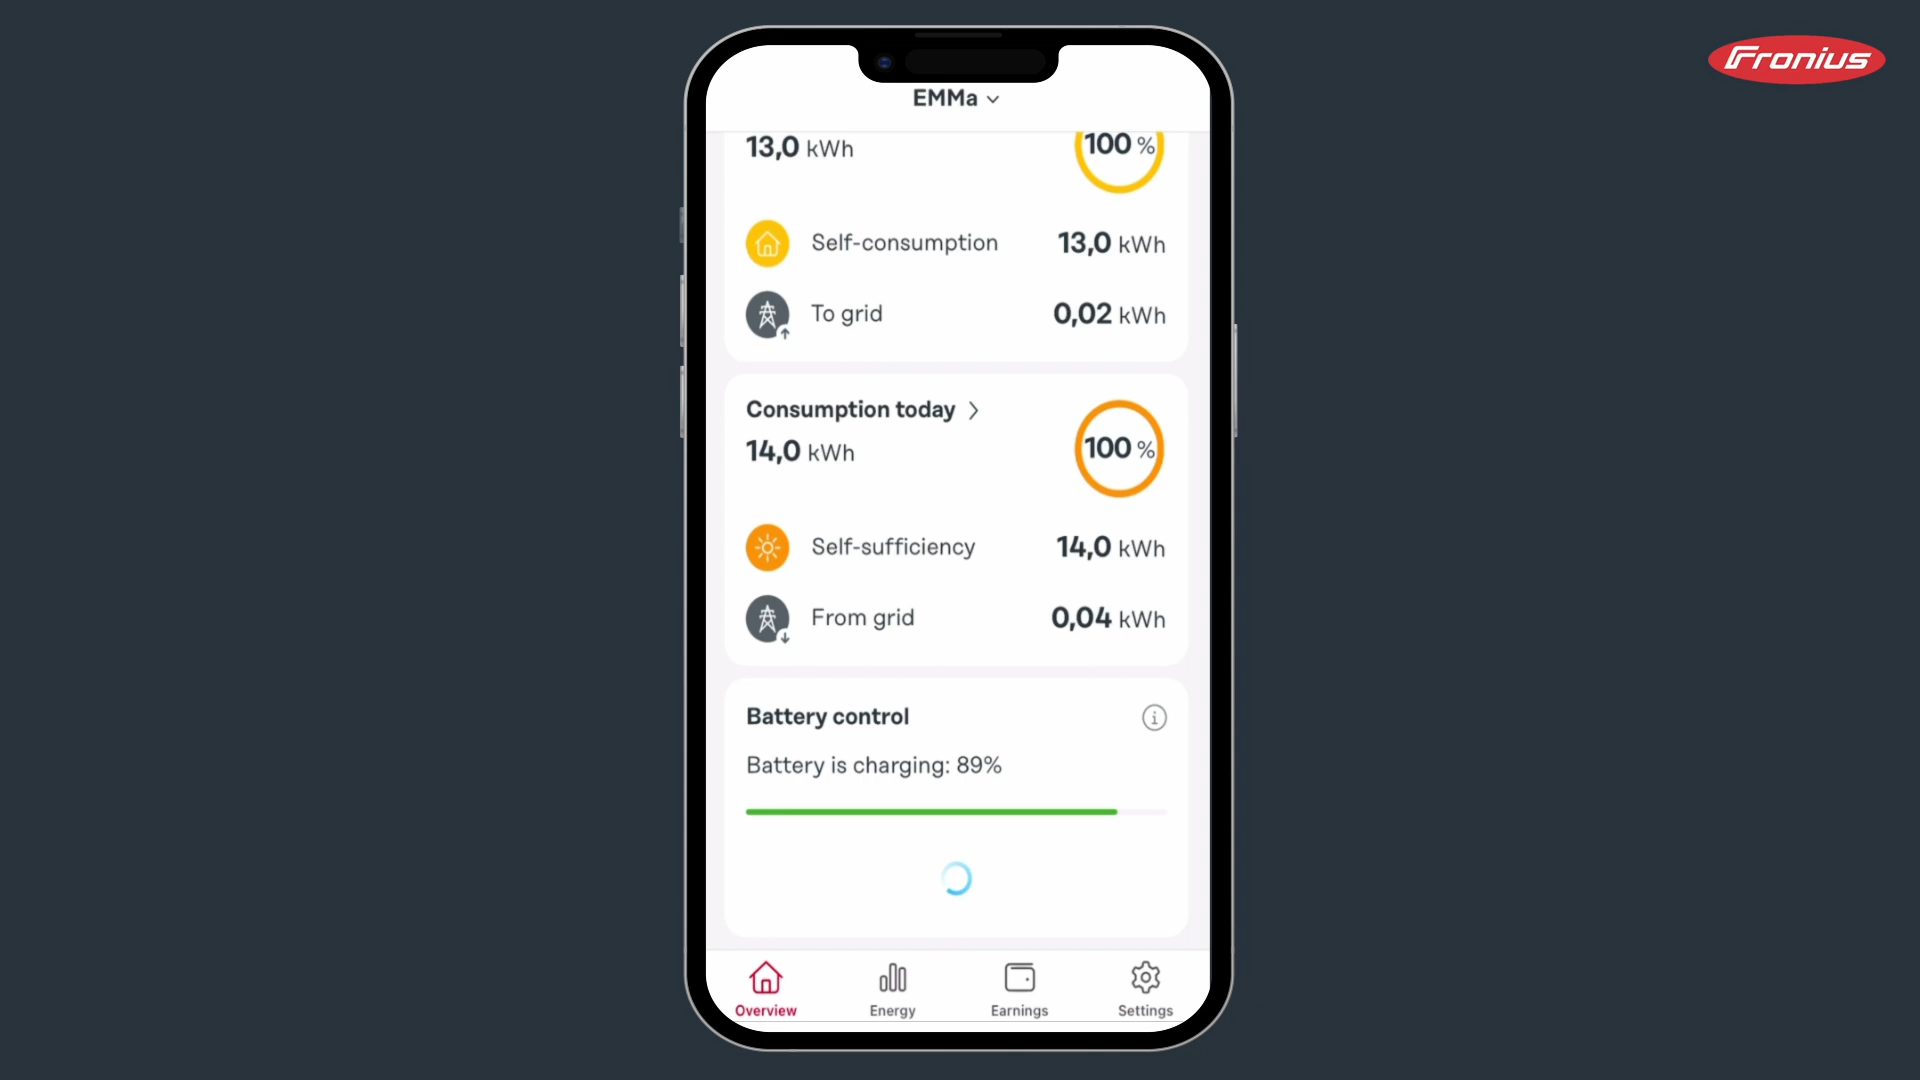 Fronius
EMMa
13,0 kWh
100 %
Self-consumption 13,0 kWh
To grid 0,02 kWh
Consumption today
14,0 kWh
100 %
Self-sufficiency 14,0 kWh
From grid 0,04 kWh
Battery control
Battery is charging: 89%
Overview Energy Earnings Settings